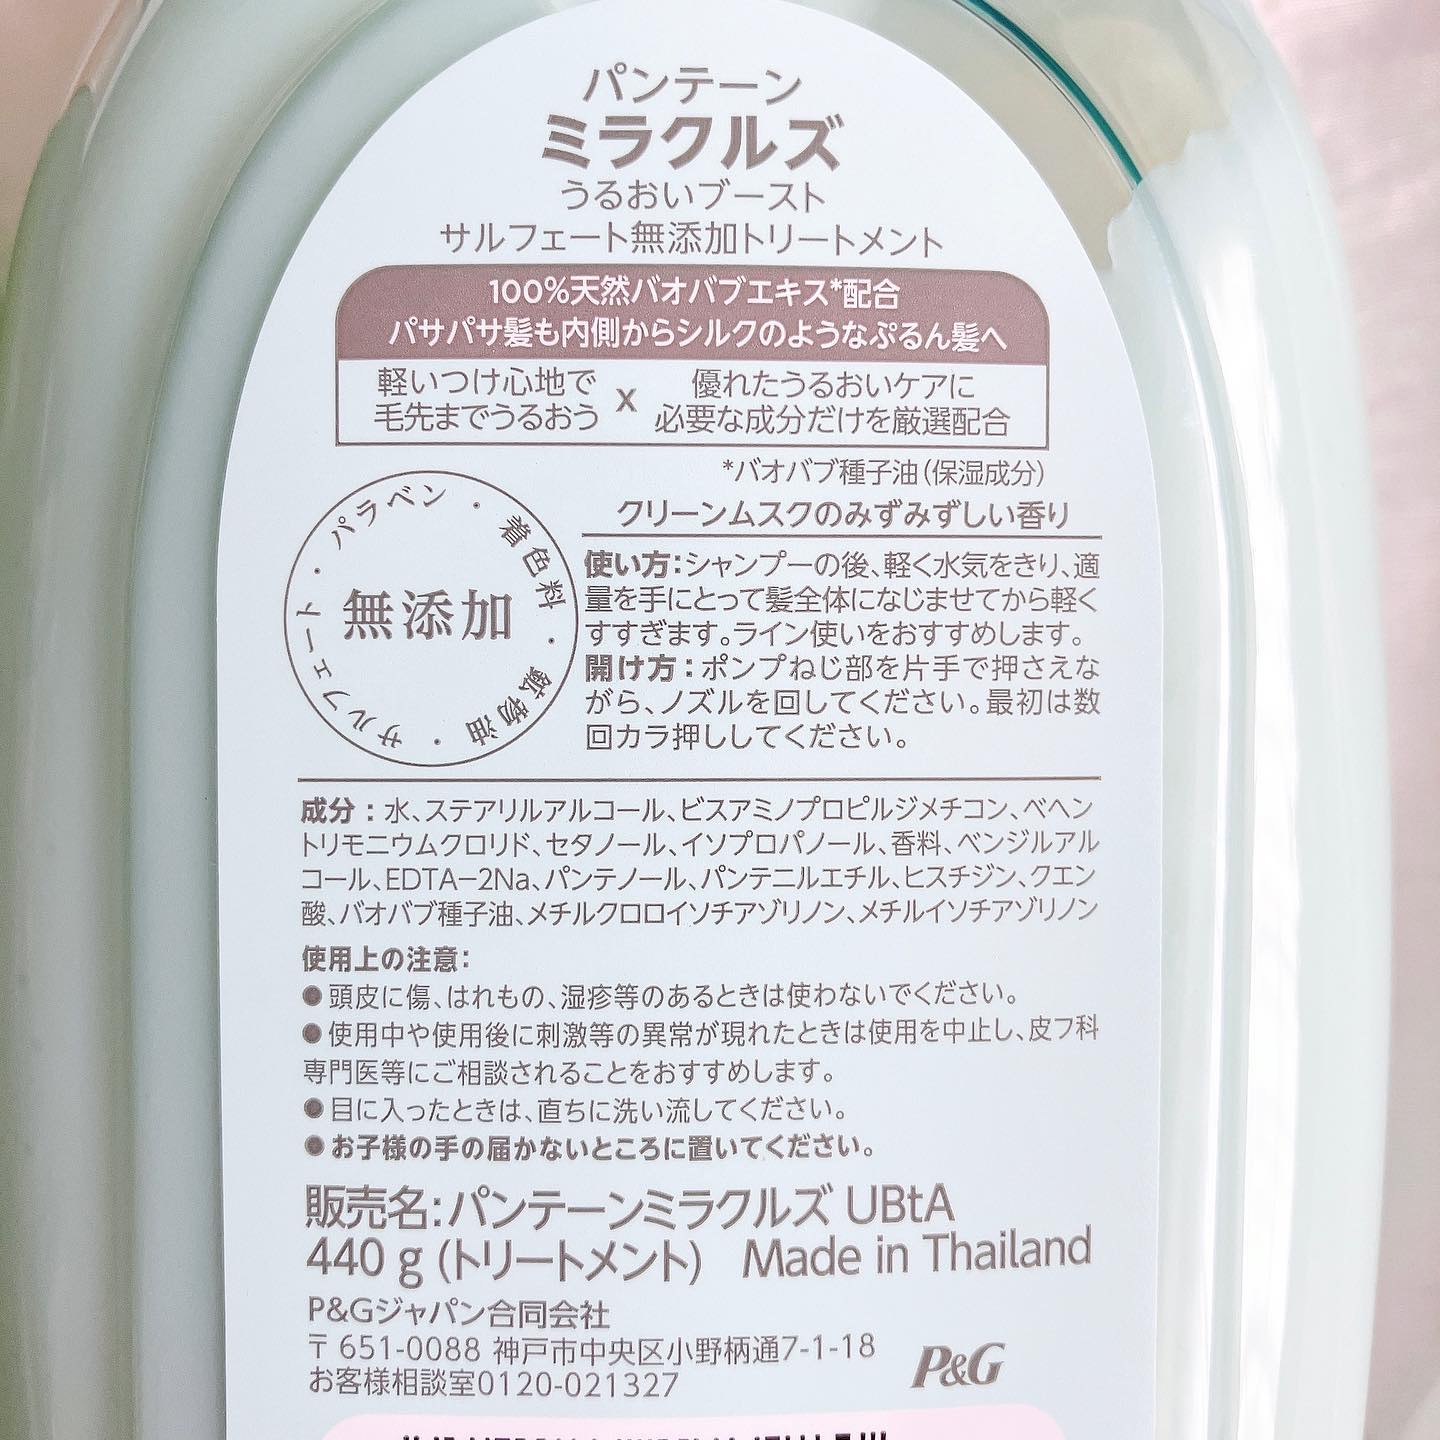 パンテーン
ミラクルズ
うるおいブースト
サルフェート無添加トリートメント
100%天然バオバブエキス*配合
パサパサ髪も内側からシルクのようなぷるん髪へ
軽いつけ心地で
毛先までうるおう
x
優れたうるおいケアに
必要な成分だけを厳選配合
*バオバブ種子油(保湿成分)
クリーンムスクのみずみずしい香り
サルフェート・パラベン・着色料・鉱物油・
無添加
使い方:シャンプーの後、軽く水気をきり、適
量を手にとって髪全体になじませてから軽く
すすぎます。ライン使いをおすすめします。
開け方:ポンプねじ部を片手で押さえな
がら、ノズルを回してください。最初は数
回カラ押ししてください。
成分:水、ステアリルアルコール、ビスアミノプロピルジメチコン、ベヘン
トリモニウムクロリド、セタノール、イソプロパノール、香料、ベンジルアル
コール、EDTA−2Na、パンテノール、パンテニルエチル、ヒスチジン、クエン
酸、バオバブ種子油、メチルクロロイソチアゾリノン、メチルイソチアゾリノン
使用上の注意:
●頭皮に傷、はれもの、湿疹等のあるときは使わないでください。
●使用中や使用後に刺激等の異常が現れたときは使用を中止し、皮フ科
専門医等にご相談されることをおすすめします。
●目に入ったときは、直ちに洗い流してください。
●お子様の手の届かないところに置いてください。
販売名:パンテーンミラクルズ UBtA
440 g (トリートメント) Made in Thailand
P&Gジャパン合同会社
〒651-0088 神戸市中央区小野柄通7-1-18
お客様相談室0120-021327
P&G